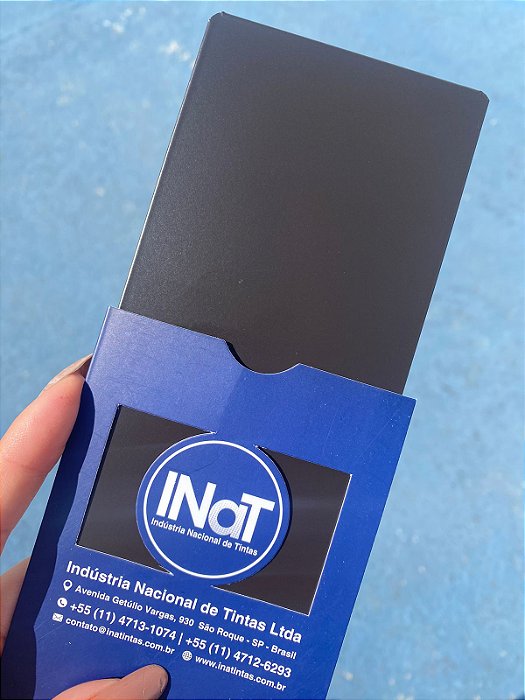 INaT
Indústria Nacional de Tintas
Indústria Nacional de Tintas Ltda
Avenida Getúlio Vargas, 930 São Roque - SP - Brasil
+55 (11) 4713-1074 | +55 (11) 4712-6293
contato@inatintas.com.br www.inatintas.com.br